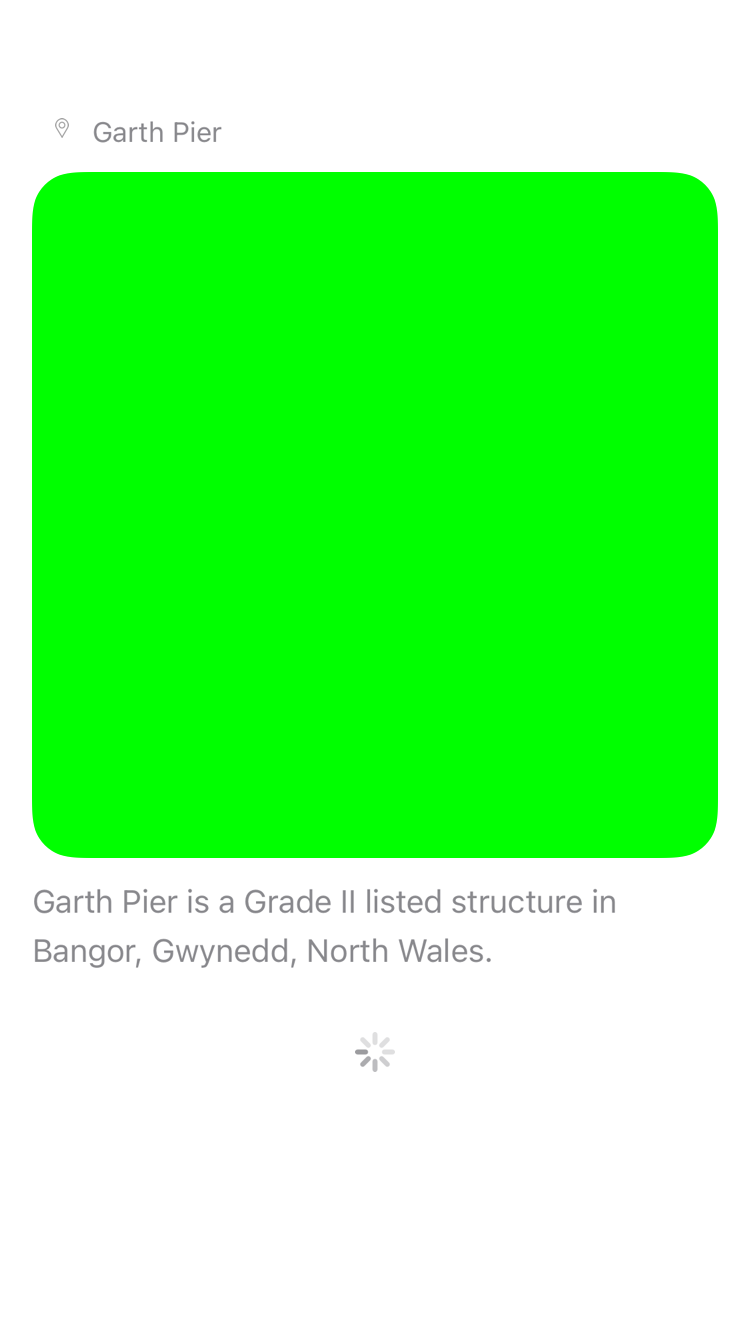 Garth Pier
Garth Pier is a Grade II listed structure in
Bangor, Gwynedd, North Wales.